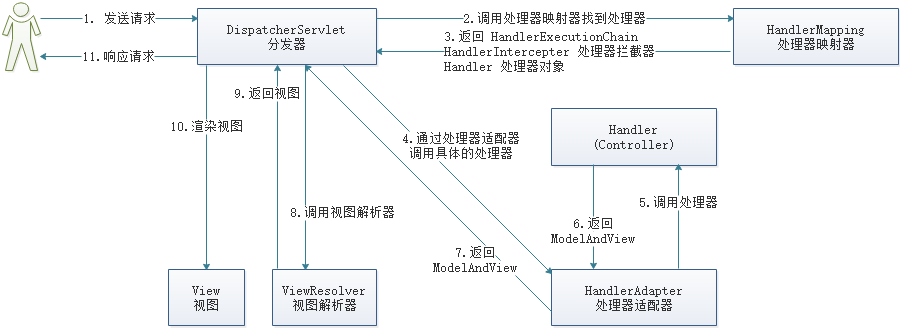 1. 发送请求
DispatcherServlet
分发器
2.调用处理器映射器找到处理器
HandlerMapping
处理器映射器
3.返回 HandlerExecutionChain
HandlerIntercepter 处理器拦截器
Handler 处理器对象
11.响应请求
9.返回视图
10.渲染视图
4.通过处理器适配器
调用具体的处理器
Handler
(Controller)
5.调用处理器
8.调用视图解析器
6.返回
ModelAndView
7.返回
ModelAndView
View
视图
ViewResolver
视图解析器
HandlerAdapter
处理器适配器